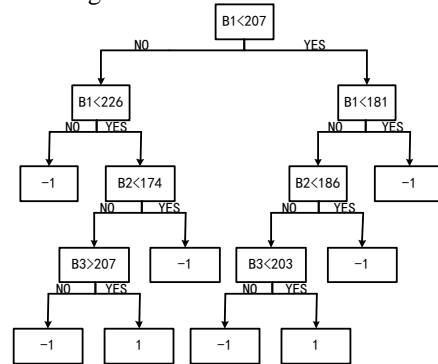 B1<207
NO YES
B1<226 B1<181
NO YES NO YES
-1 B2<174 B2<186 -1
NO YES NO YES
B3>207 -1 B3<203 -1
NO YES NO YES
-1 1 -1 1